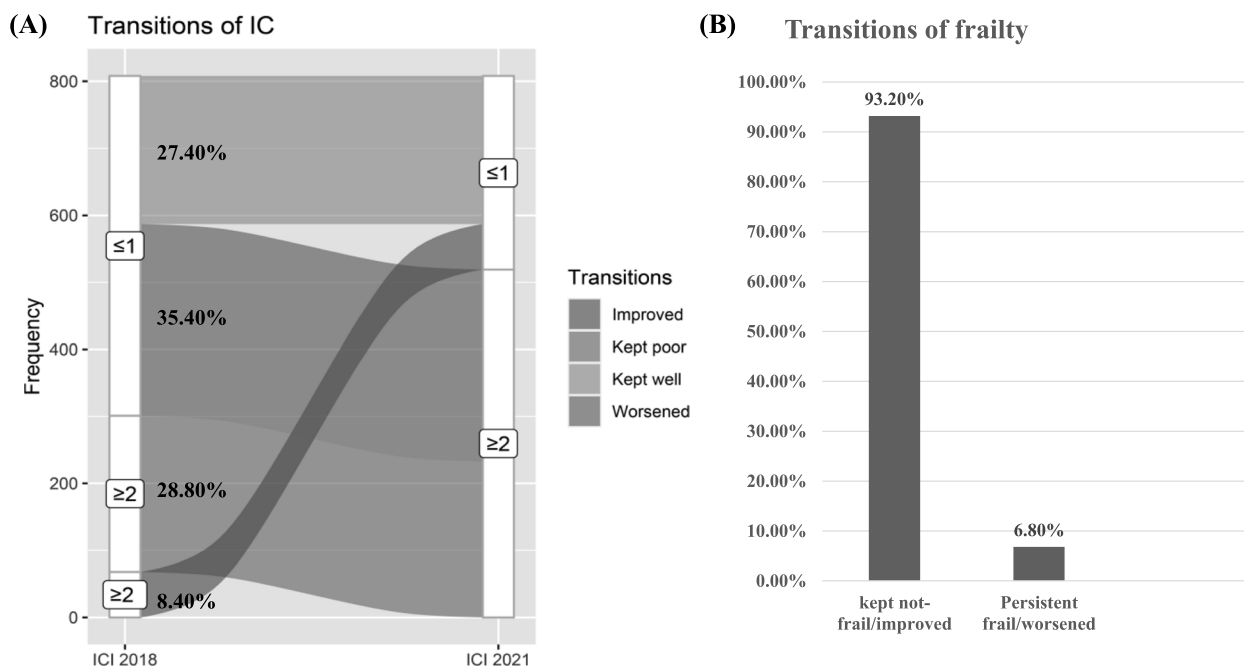 (A)
Transitions of IC
800
600
400
200
0
Frequency
27.40%
35.40%
28.80%
8.40%
≤1
≥2
≥2
≤1
≥2
ICI 2018
ICI 2021
Transitions
Improved
Kept poor
Kept well
Worsened
(B)
Transitions of frailty
100.00%
90.00%
80.00%
70.00%
60.00%
50.00%
40.00%
30.00%
20.00%
10.00%
0.00%
93.20%
6.80%
kept not-
frail/improved
Persistent
frail/worsened